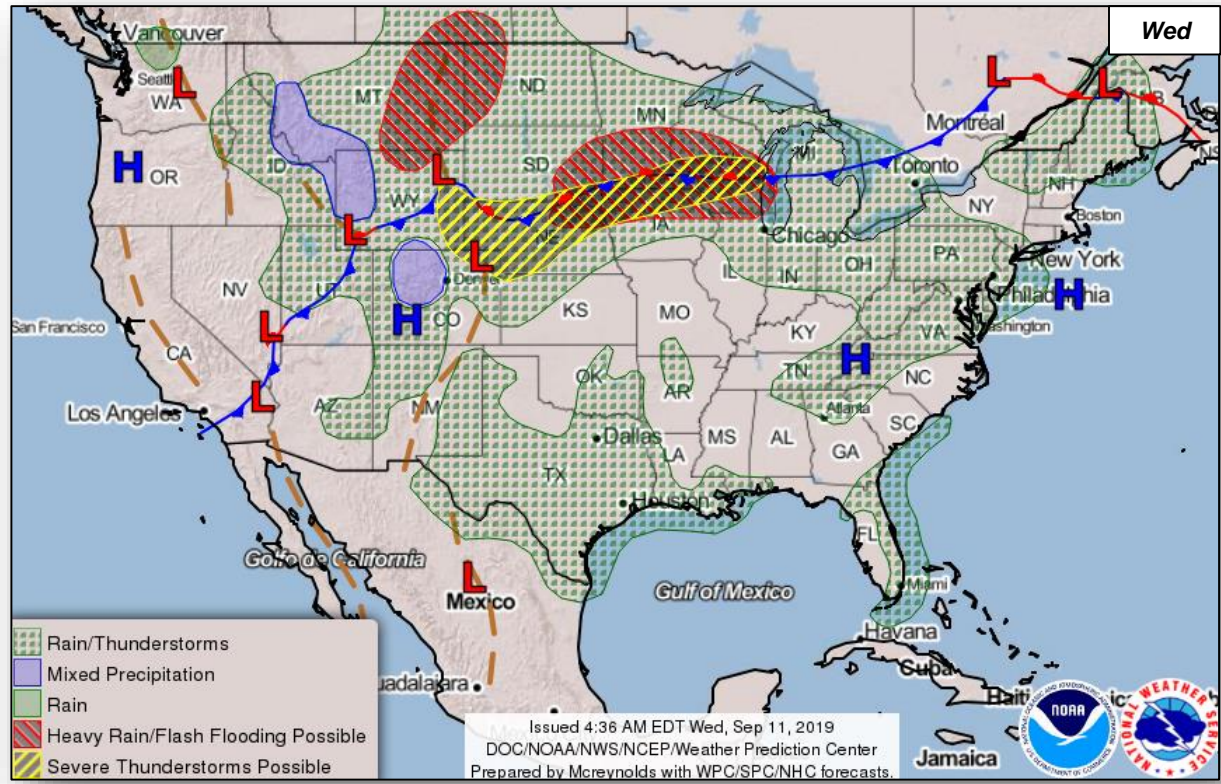 Wed
Vancouver
Seattle
L
WA
MT
ND
MN
L
L
Montréal
NB
H
OR
ID
L
SD
MI
Toronto
NH
WY
NY
Boston
L
NE
IA
Chicago
PA
New York
L
Denver
IL
IN
OH
H
Philadelphia
NV
UT
H
CO
KS
MO
KY
VA
Washington
San Francisco
L
CA
H
TN
NC
OK
AR
L
AZ
NM
Atlanta
Los Angeles
Dallas
MS
AL
GA
SC
LA
TX
Houston
FL
Golfo de California
L
Mexico
Gulf of Mexico
Miami
Havana
Cuba
Haiti
Jamaica
Guadalajara
Rain/Thunderstorms
Mixed Precipitation
Rain
Heavy Rain/Flash Flooding Possible
Severe Thunderstorms Possible
Issued 4:36 AM EDT Wed, Sep 11, 2019
DOC/NOAA/NWS/NCEP/Weather Prediction Center
Prepared by Mcreynolds with WPC/SPC/NHC forecasts.
NOAA
NATIONAL WEATHER SERVICE